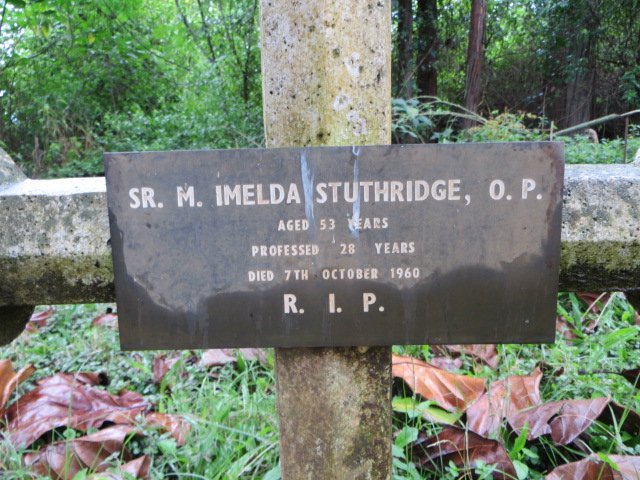 SR. M. IMELDA STUTHRIDGE, O. P.
AGED 53 YEARS
PROFESSED 28 YEARS
DIED 7TH OCTOBER 1960
R. I. P.